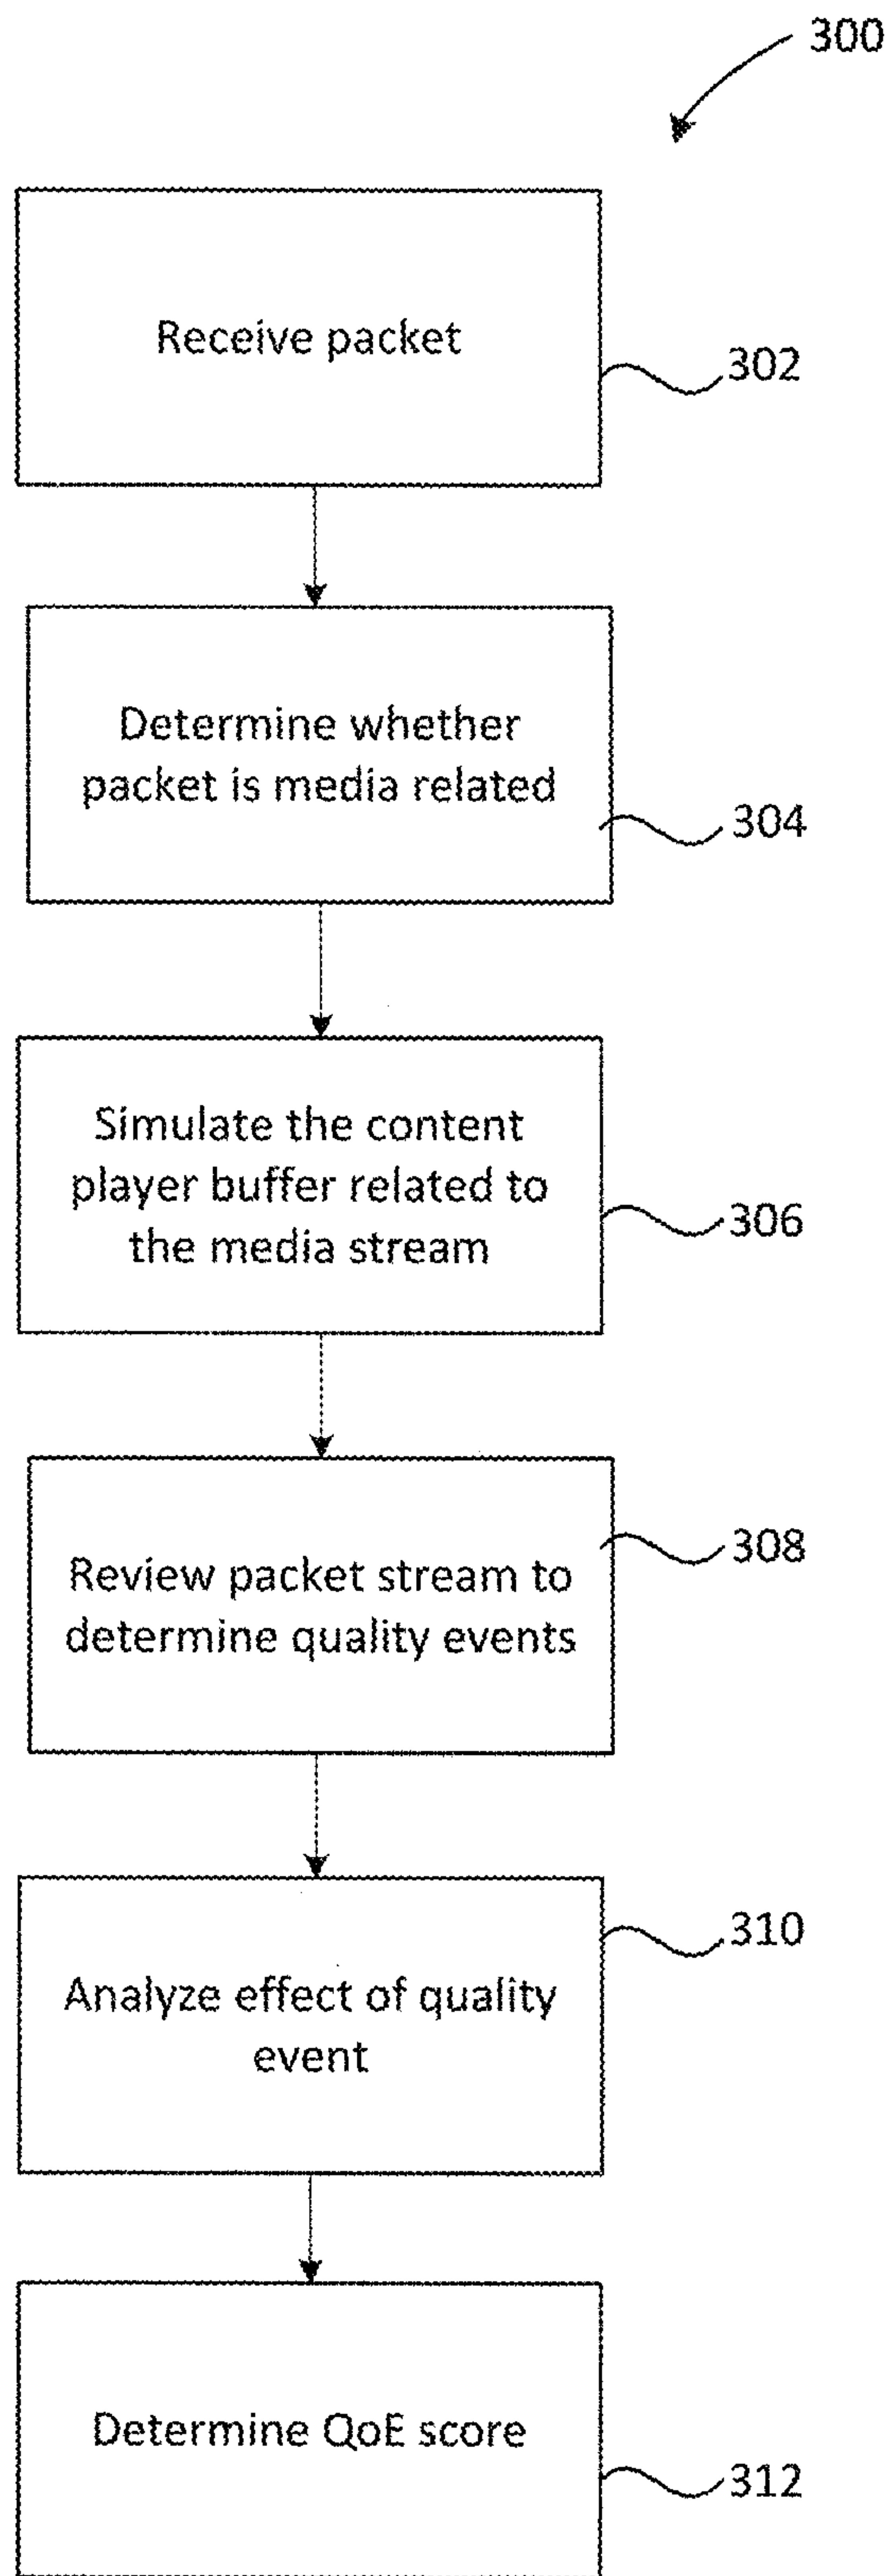 300
Receive packet
302
Determine whether
packet is media related
304
Simulate the content
player buffer related to
the media stream
306
Review packet stream to
determine quality events
308
Analyze effect of quality
event
310
Determine QoE score
312